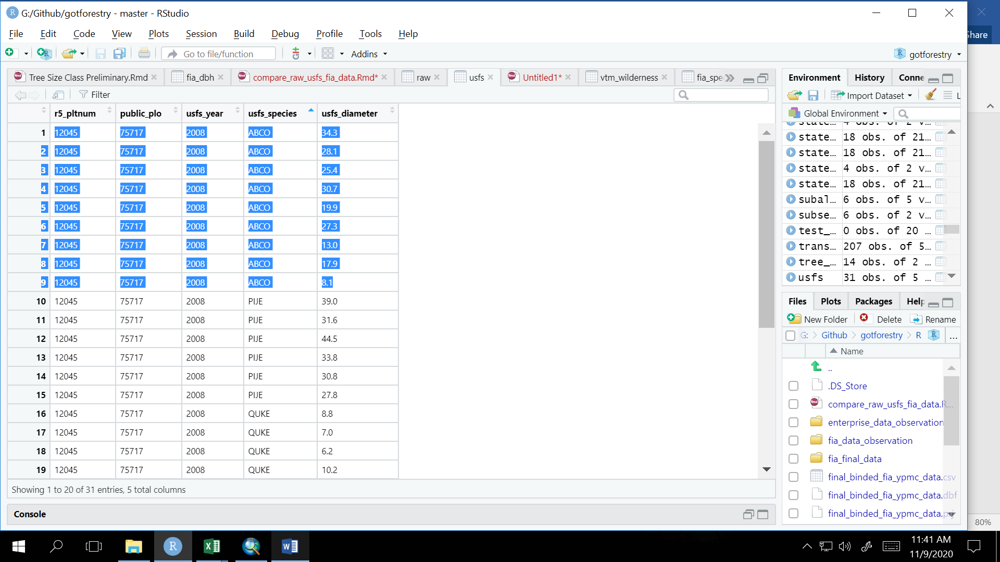 G:/Github/gotforestry - master - RStudio
File Edit Code View Plots Session Build Debug Profile Tools Help
Share
Go to file/function Addins gotforestry
Tree Size Class Preliminary.Rmd fia_dbh compare_raw_usfs_fia_data.Rmd* raw usfs Untitled1* vtm_wilderness fia_spe
Filter
r5_pltnum public_plo usfs_year usfs_species usfs_diameter
1 12045 75717 2008 ABCO 34.3
2 12045 75717 2008 ABCO 28.1
3 12045 75717 2008 ABCO 25.4
4 12045 75717 2008 ABCO 30.7
5 12045 75717 2008 ABCO 19.9
6 12045 75717 2008 ABCO 27.3
7 12045 75717 2008 ABCO 13.0
8 12045 75717 2008 ABCO 17.9
9 12045 75717 2008 ABCO 8.1
10 12045 75717 2008 PIJE 39.0
11 12045 75717 2008 PIJE 31.6
12 12045 75717 2008 PIJE 44.5
13 12045 75717 2008 PIJE 33.8
14 12045 75717 2008 PIJE 30.8
15 12045 75717 2008 PIJE 27.8
16 12045 75717 2008 QUKE 8.8
17 12045 75717 2008 QUKE 7.0
18 12045 75717 2008 QUKE 6.2
19 12045 75717 2008 QUKE 10.2
Showing 1 to 20 of 31 entries, 5 total columns
Console
Environment History Conne
Import Dataset L
Global Environment
state... 4 obs. of 2 v...
state... 18 obs. of 21...
state... 18 obs. of 21...
state... 4 obs. of 2 v...
state... 18 obs. of 21...
subal... 6 obs. of 5 v...
subse... 6 obs. of 2 v...
test_... 0 obs. of 20 ...
trans... 207 obs. of 5...
tree_... 14 obs. of 2 ...
usfs 31 obs. of 5 ...
Files Plots Packages Help
New Folder Delete Rename
G: Github gotforestry R ...
Name
..
.DS_Store
compare_raw_usfs_fia_data.R...
enterprise_data_observation
fia_data_observation
fia_final_data
final_binded_fia_ypmc_data.csv
final_binded_fia_ypmc_data.dbf
final_binded_fia_ypmc_data.prj
80%
11:41 AM
11/9/2020